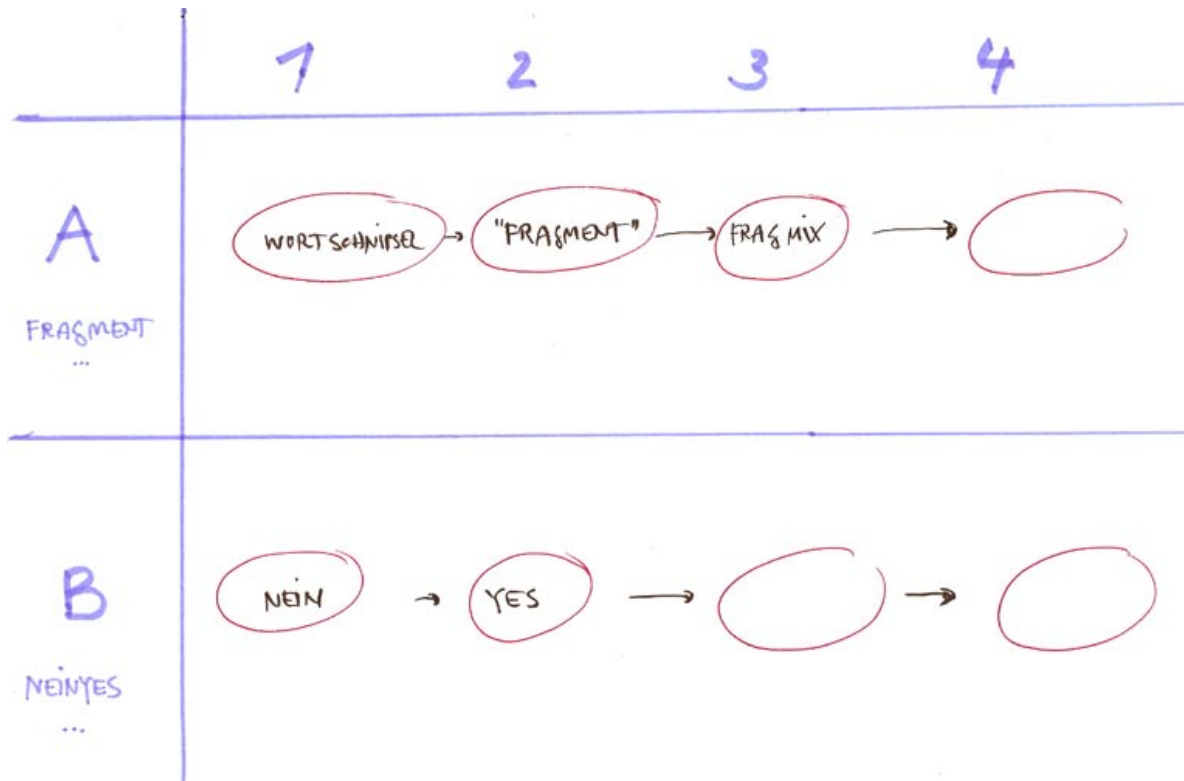 1 2 3 4
A WORTSCHNIPSEL → "FRAGMENT" → FRAGMIX →
FRAGMENT
...
B NEIN → YES → →
NEINYES
...